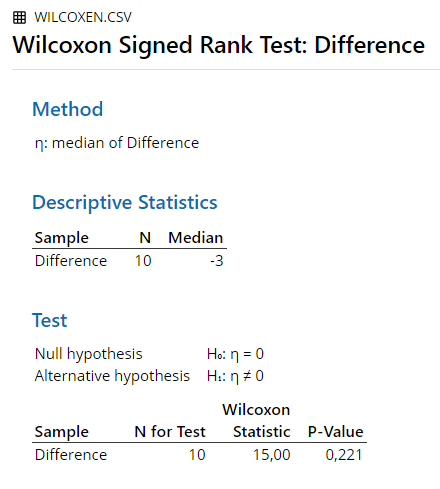 WILCOXEN.CSV
Wilcoxon Signed Rank Test: Difference
Method
η: median of Difference
Descriptive Statistics
Sample N Median
Difference 10 -3
Test
Null hypothesis H₀: η = 0
Alternative hypothesis H₁: η ≠ 0
Wilcoxon
Sample N for Test Statistic P-Value
Difference 10 15,00 0,221